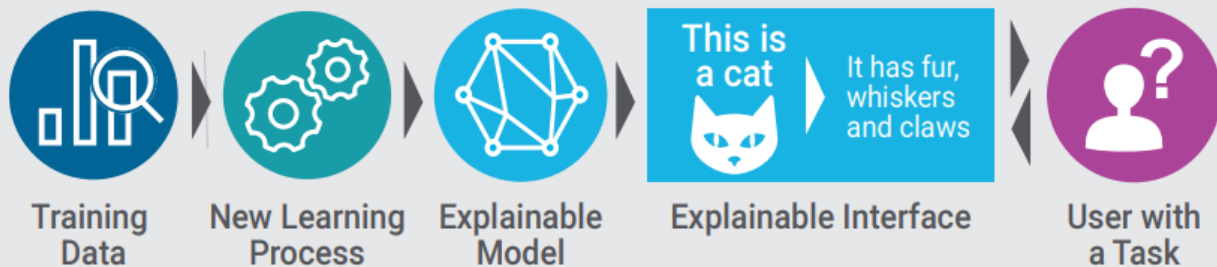 This is
a cat
It has fur,
whiskers
and claws
?
Training
Data
New Learning
Process
Explainable
Model
Explainable Interface
User with
a Task